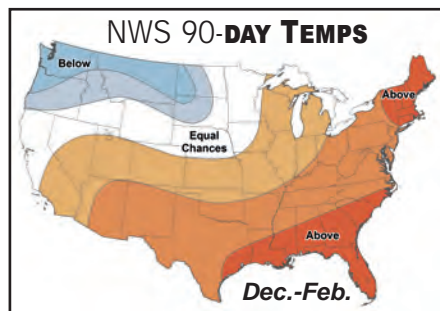 NWS 90-DAY TEMPS
Below
Above
Equal
Chances
Above
Dec.-Feb.